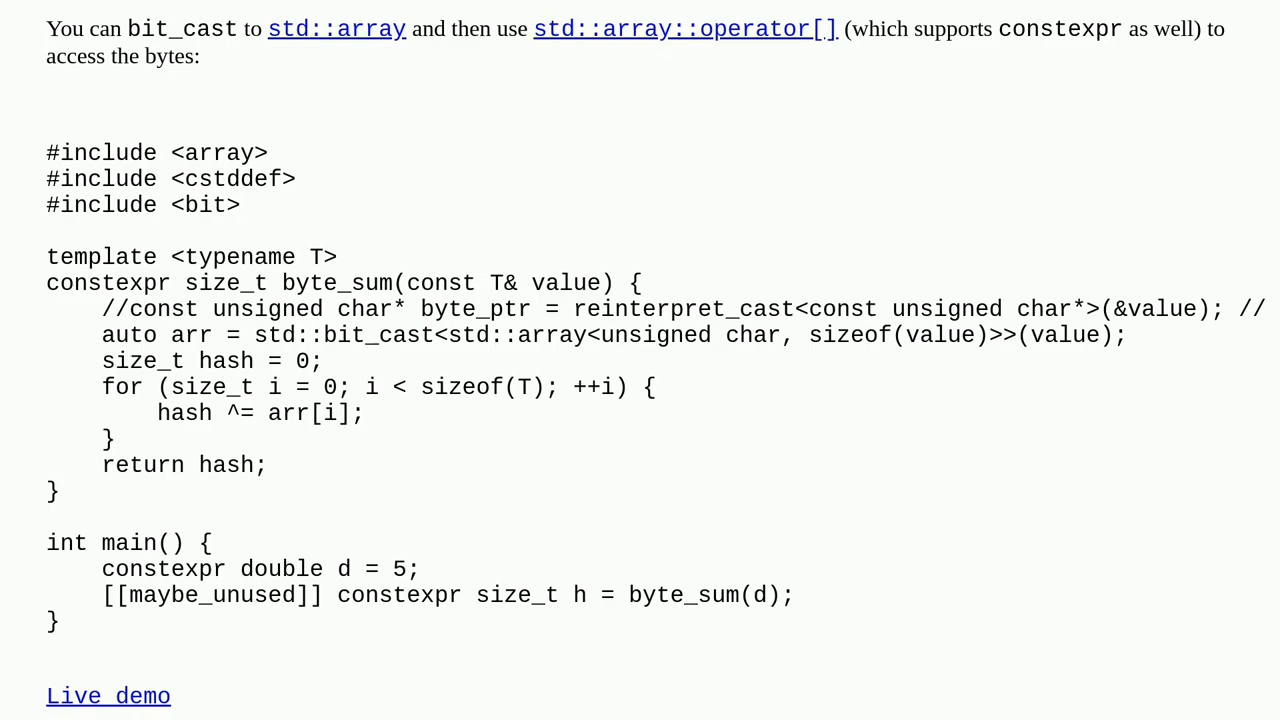 You can bit_cast to std::array and then use std::array::operator[] (which supports constexpr as well) to
access the bytes:
#include <array>
#include <cstddef>
#include <bit>
template <typename T>
constexpr size_t byte_sum(const T& value) {
    //const unsigned char* byte_ptr = reinterpret_cast<const unsigned char*>(&value); //
    auto arr = std::bit_cast<std::array<unsigned char, sizeof(value)>>(value);
    size_t hash = 0;
    for (size_t i = 0; i < sizeof(T); ++i) {
        hash ^= arr[i];
    }
    return hash;
}
int main() {
    constexpr double d = 5;
    [[maybe_unused]] constexpr size_t h = byte_sum(d);
}
Live demo